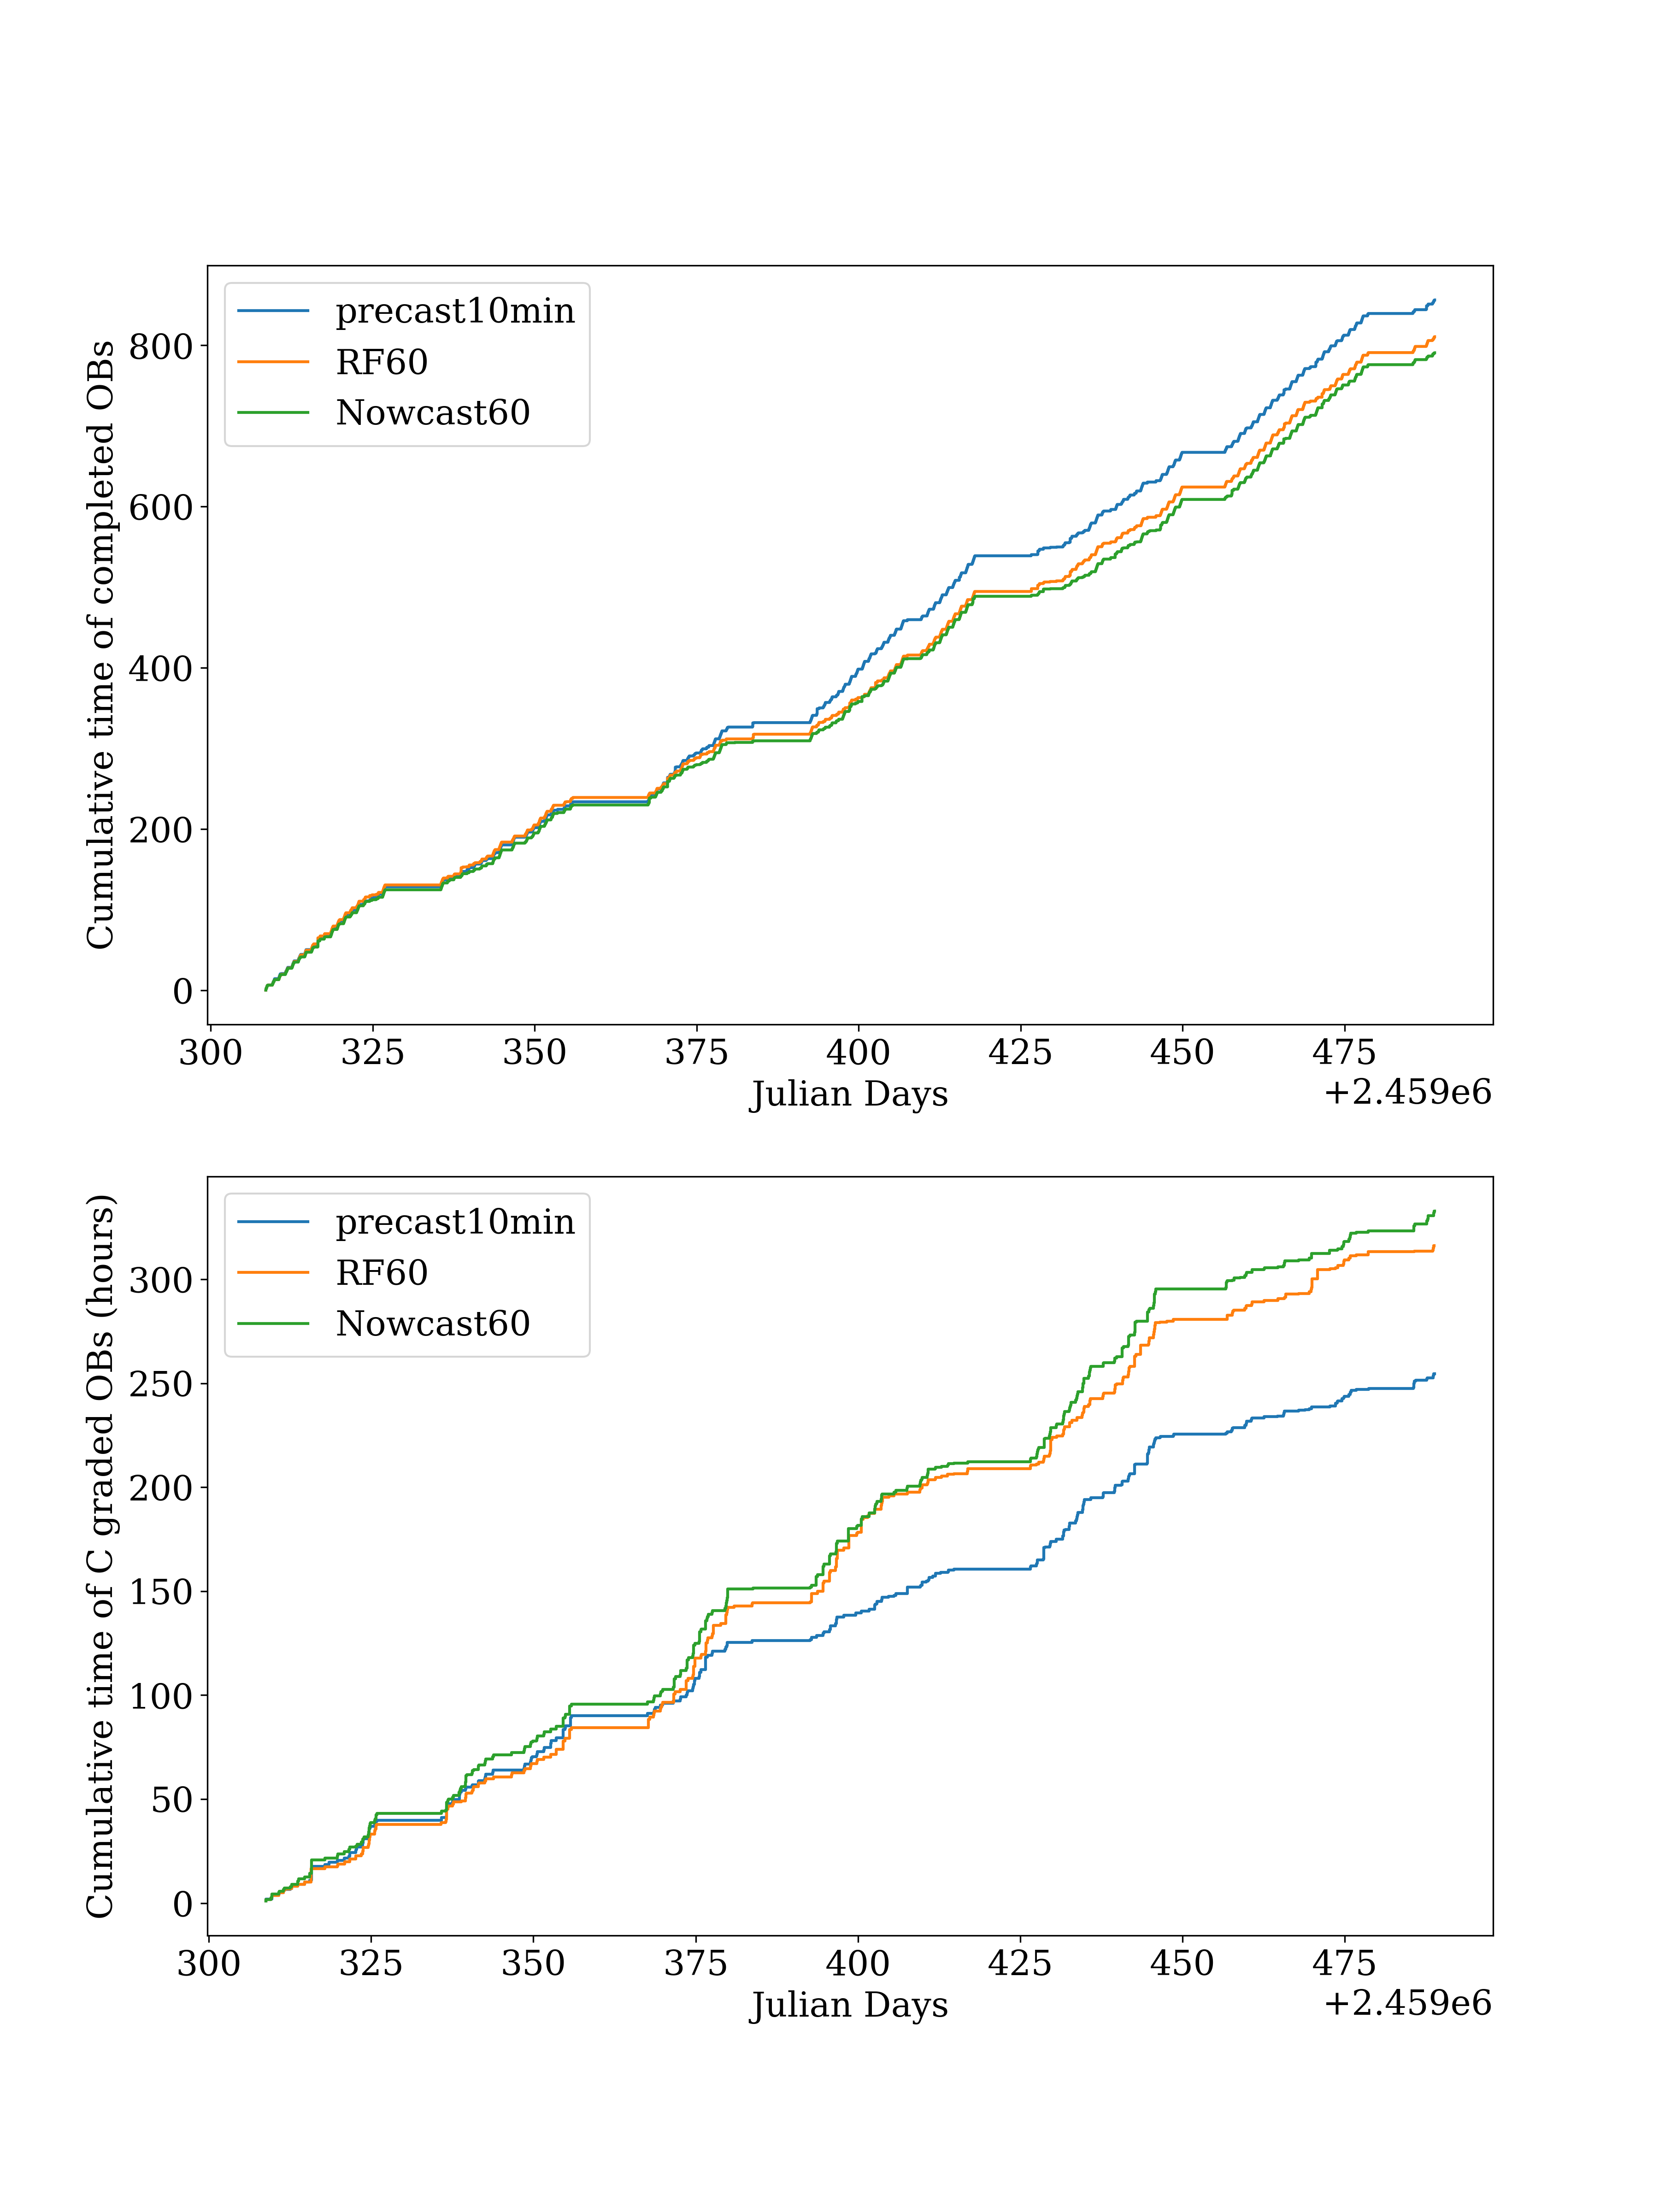 precast10min
RF60
Nowcast60
Cumulative time of completed OBs
800
600
400
200
0
300 325 350 375 400 425 450 475
Julian Days
+2.459e6
precast10min
RF60
Nowcast60
Cumulative time of C graded OBs (hours)
300
250
200
150
100
50
0
300 325 350 375 400 425 450 475
Julian Days
+2.459e6